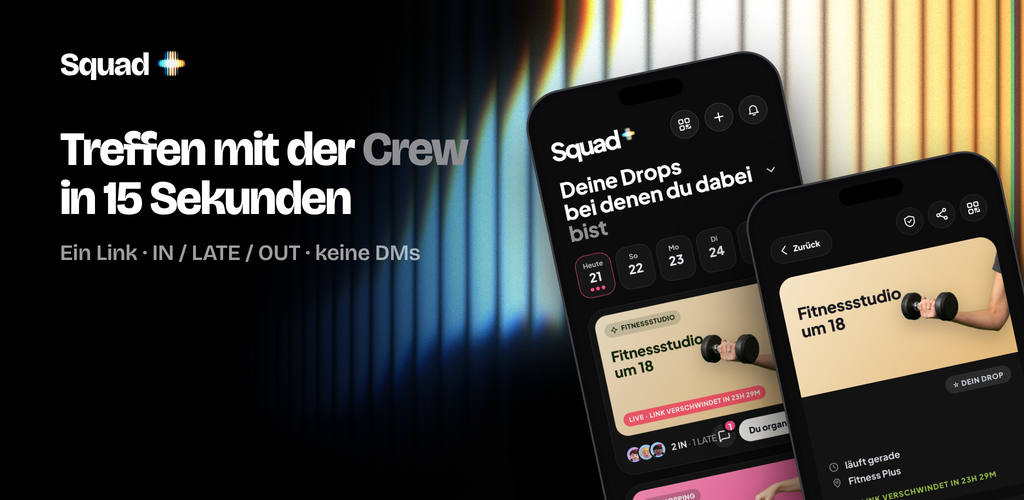 Squad
Treffen mit der Crew
in 15 Sekunden
Ein Link · IN / LATE / OUT · keine DMs
Squad
Deine Drops
bei denen du dabei
bist
Heute
21
So
22
Mo
23
Di
24
FITNESSSTUDIO
Fitnessstudio
um 18
LIVE · LINK VERSCHWINDET IN 23H 29M
2 IN · 1 LATE
1
Du organ
HOPPING
Zurück
Fitnessstudio
um 18
DEIN DROP
läuft gerade
Fitness Plus
LINK VERSCHWINDET IN 23H 29M